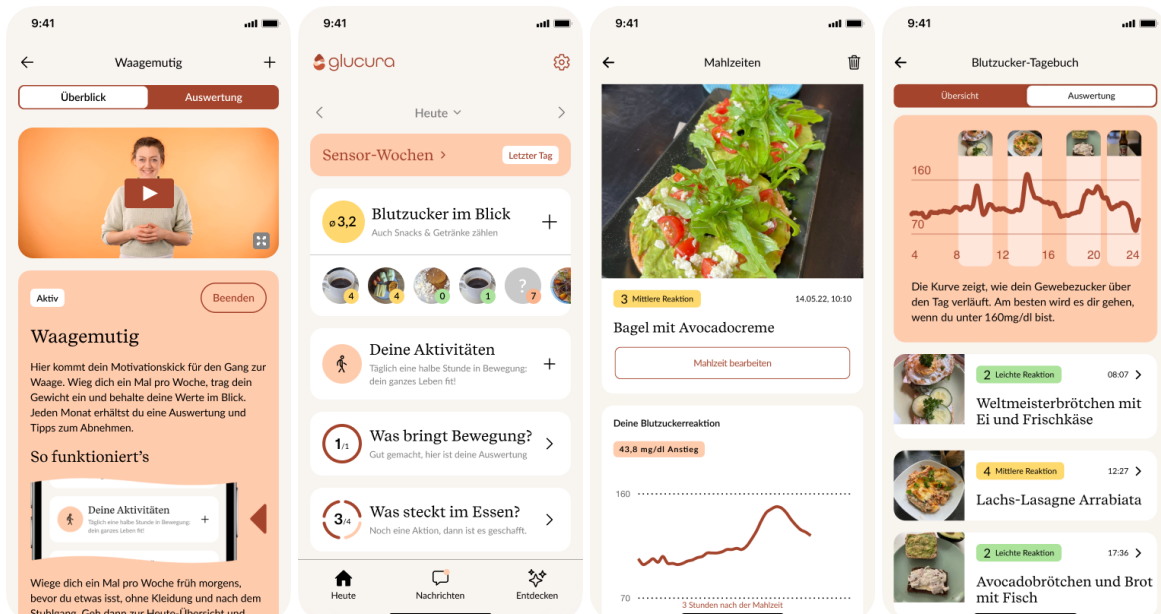 9:41
Waagemutig
Überblick
Auswertung
Aktiv
Beenden
Waagemutig
Hier kommt dein Motivationskick für den Gang zur
Waage. Wieg dich ein Mal pro Woche, trag dein
Gewicht ein und behalte deine Werte im Blick.
Jeden Monat erhältst du eine Auswertung und
Tipps zum Abnehmen.
So funktioniert's
Deine Aktivitäten
Täglich eine halbe Stunde in Bewegung:
dein ganzes Leben fit!
Wiege dich ein Mal pro Woche früh morgens,
bevor du etwas isst, ohne Kleidung und nach dem
Stuhlgang. Geh dann zur Heute-Übersicht und
9:41
glucura
Heute
Sensor-Wochen
Letzter Tag
ø 3,2
Blutzucker im Blick
Auch Snacks & Getränke zählen
4
4
0
1
?
7
Deine Aktivitäten
Täglich eine halbe Stunde in Bewegung:
dein ganzes Leben fit!
1/1
Was bringt Bewegung?
Gut gemacht, hier ist deine Auswertung
3/4
Was steckt im Essen?
Noch eine Aktion, dann ist es geschafft.
Heute
Nachrichten
Entdecken
9:41
Mahlzeiten
3 Mittlere Reaktion
14.05.22, 10:10
Bagel mit Avocadocreme
Mahlzeit bearbeiten
Deine Blutzuckerreaktion
43,8 mg/dl Anstieg
160
70
3 Stunden nach der Mahlzeit
9:41
Blutzucker-Tagebuch
Übersicht
Auswertung
160
70
4 8 12 16 20 24
Die Kurve zeigt, wie dein Gewebezucker über
den Tag verläuft. Am besten wird es dir gehen,
wenn du unter 160mg/dl bist.
2 Leichte Reaktion
08:07
Weltmeisterbrötchen mit
Ei und Frischkäse
4 Mittlere Reaktion
12:27
Lachs-Lasagne Arrabiata
2 Leichte Reaktion
17:36
Avocadobrötchen und Brot
mit Fisch